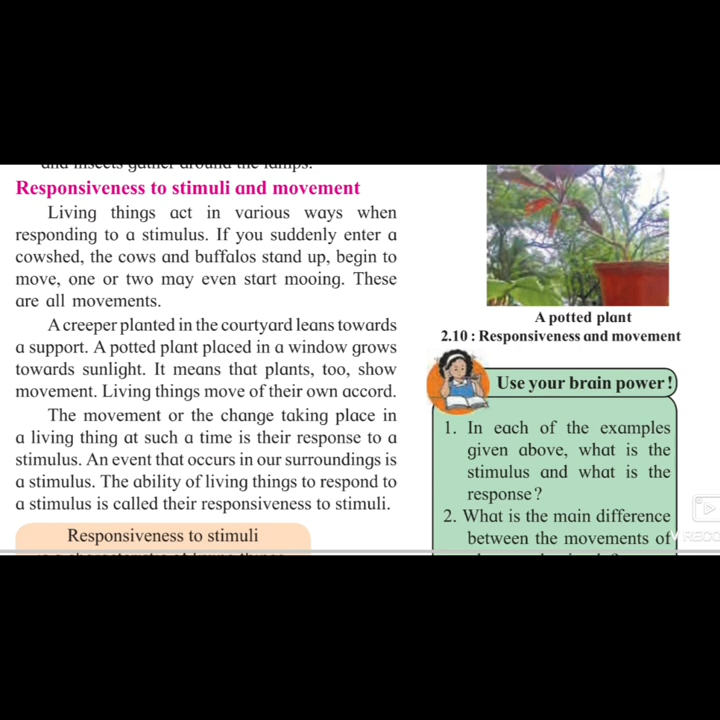 Responsiveness to stimuli and movement
Living things act in various ways when
responding to a stimulus. If you suddenly enter a
cowshed, the cows and buffalos stand up, begin to
move, one or two may even start mooing. These
are all movements.
A creeper planted in the courtyard leans towards
a support. A potted plant placed in a window grows
towards sunlight. It means that plants, too, show
movement. Living things move of their own accord.
The movement or the change taking place in
a living thing at such a time is their response to a
stimulus. An event that occurs in our surroundings is
a stimulus. The ability of living things to respond to
a stimulus is called their responsiveness to stimuli.
Responsiveness to stimuli
A potted plant
2.10 : Responsiveness and movement
Use your brain power !
1. In each of the examples
given above, what is the
stimulus and what is the
response?
2. What is the main difference
between the movements of